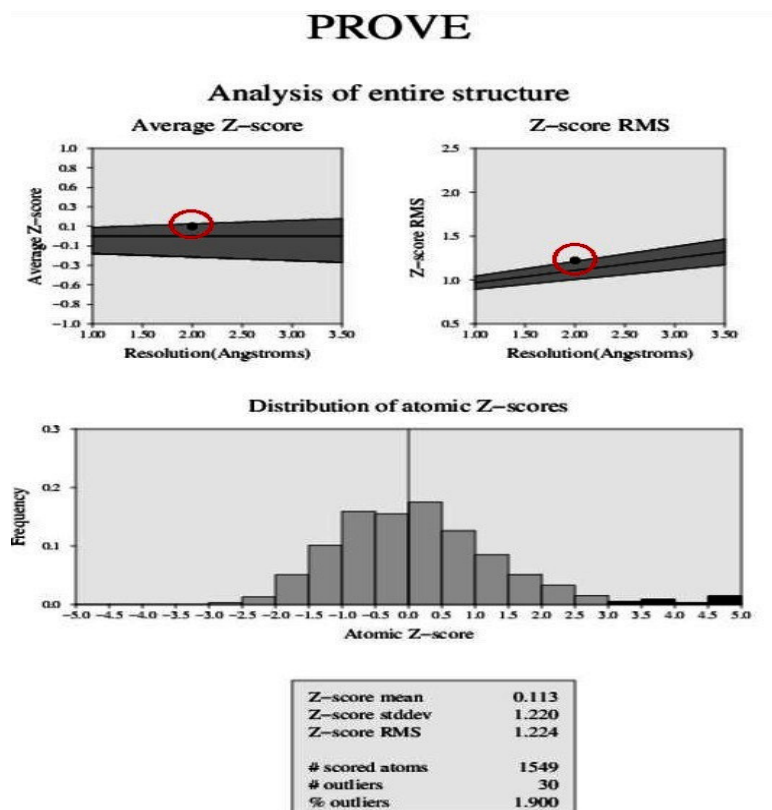 PROVE
Analysis of entire structure
Average Z-score
1.0
0.8
0.6
0.3
0.1
-0.1
-0.3
-0.6
-0.8
-1.0
Average Z-score
1.00 1.50 2.00 2.50 3.00 3.50
Resolution(Angstroms)
Z-score RMS
2.5
2.0
1.5
1.0
0.5
Z-score RMS
1.00 1.50 2.00 2.50 3.00 3.50
Resolution(Angstroms)
Distribution of atomic Z-scores
0.3
0.2
0.1
0.0
Frequency
-5.0 -4.5 -4.0 -3.5 -3.0 -2.5 -2.0 -1.5 -1.0 -0.5 0.0 0.5 1.0 1.5 2.0 2.5 3.0 3.5 4.0 4.5 5.0
Atomic Z-score
Z-score mean 0.113
Z-score stddev 1.220
Z-score RMS 1.224
# scored atoms 1549
# outliers 30
% outliers 1.900